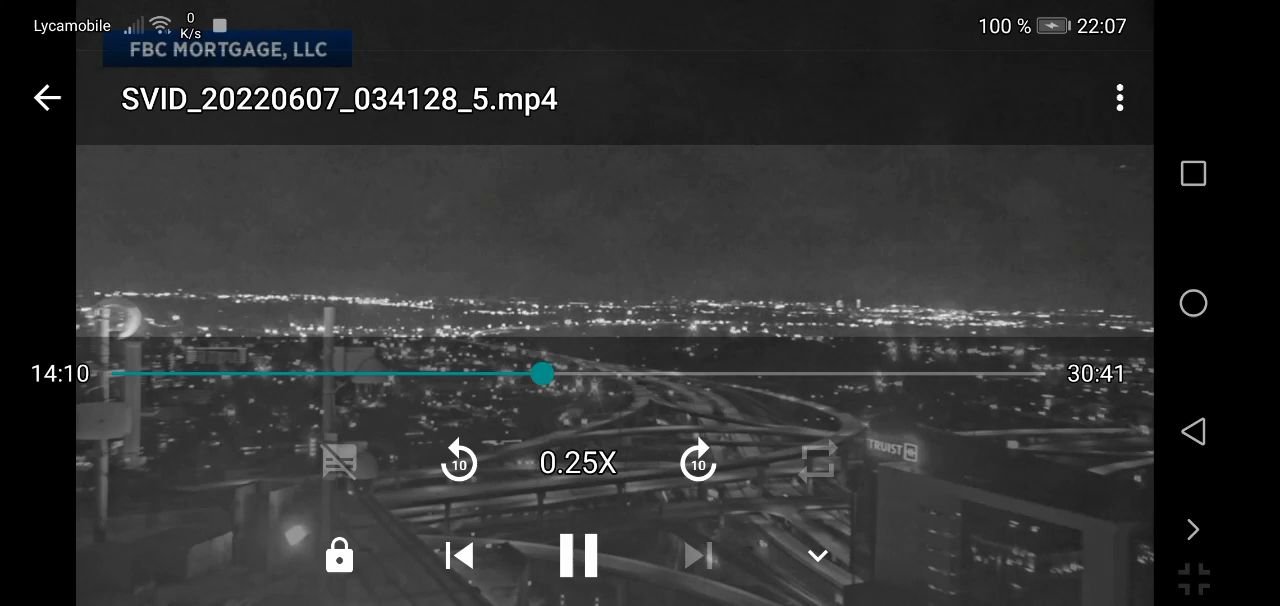 Lycamobile
0
K/s
100 %
22:07
FBC MORTGAGE, LLC
SVID_20220607_034128_5.mp4
14:10
30:41
TRUIST
10
0.25X
10